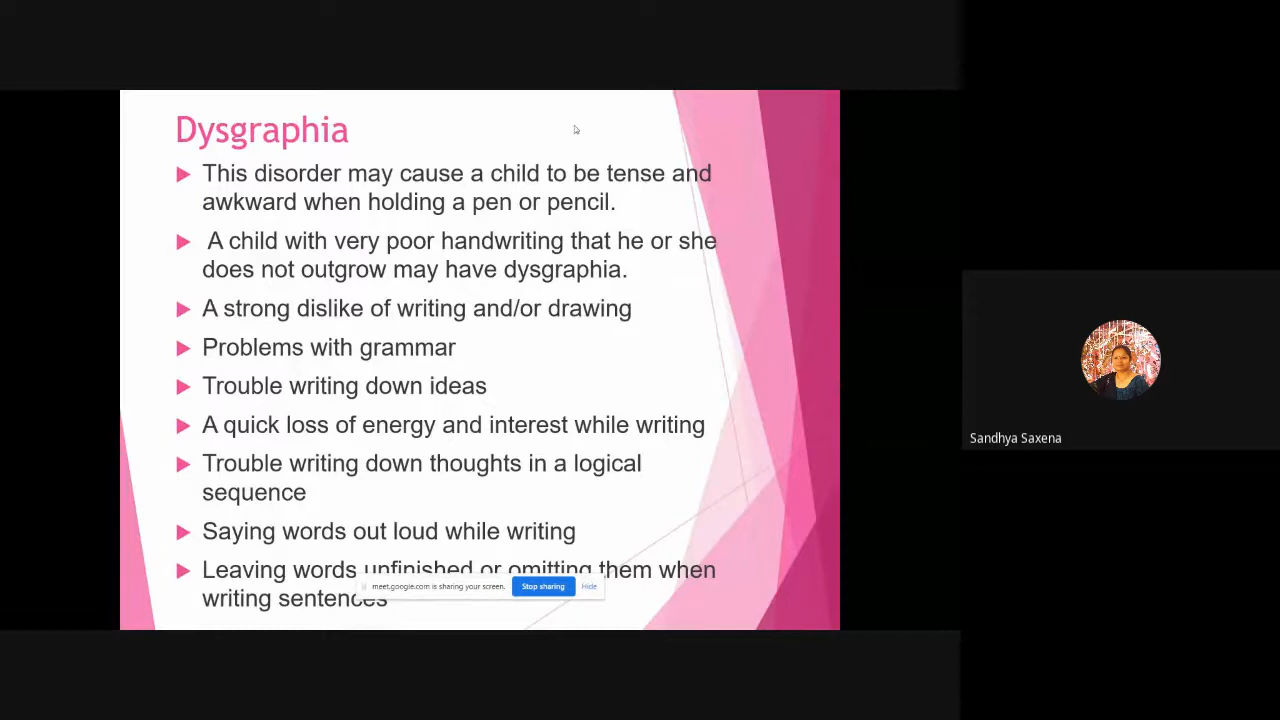 Dysgraphia
This disorder may cause a child to be tense and
awkward when holding a pen or pencil.
A child with very poor handwriting that he or she
does not outgrow may have dysgraphia.
A strong dislike of writing and/or drawing
Problems with grammar
Trouble writing down ideas
A quick loss of energy and interest while writing
Trouble writing down thoughts in a logical
sequence
Saying words out loud while writing
Leaving words unfinished or omitting them when
writing sentences
meet.google.com is sharing your screen.
Stop sharing
Hide
Sandhya Saxena